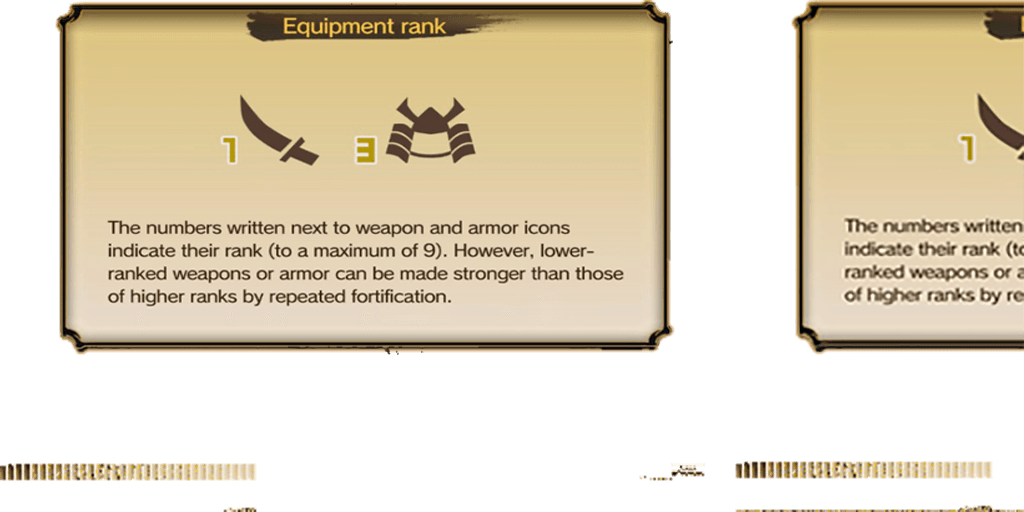 Equipment rank
1 3
The numbers written next to weapon and armor icons
indicate their rank (to a maximum of 9). However, lower-
ranked weapons or armor can be made stronger than those
of higher ranks by repeated fortification.
1
The numbers written
indicate their rank (to
ranked weapons or a
of higher ranks by re